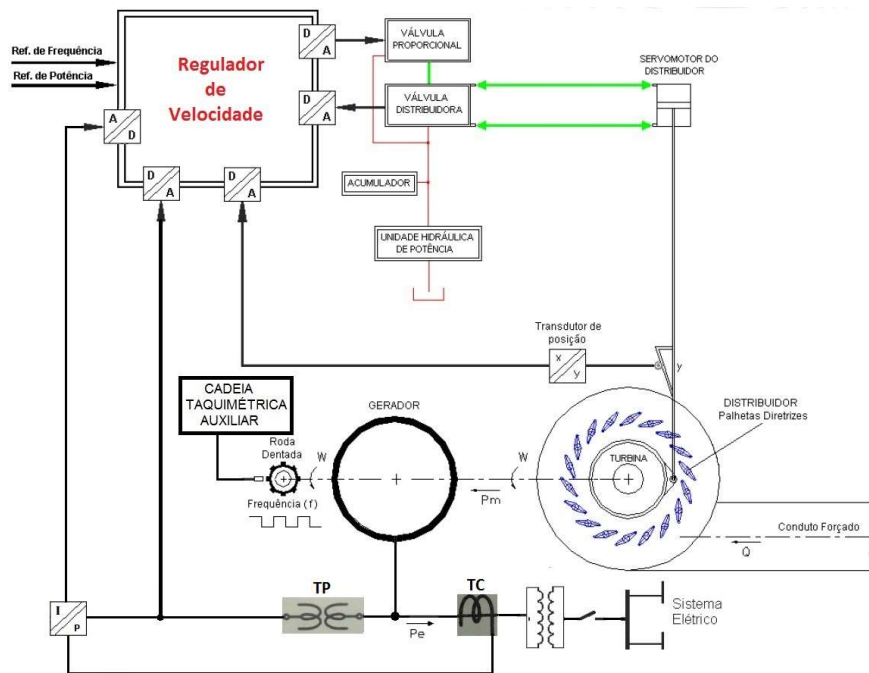 Ref. de Frequência
Ref. de Potência
Regulador
de
Velocidade
D
A
D
A
A
D
D
A
D
A
VÁLVULA
PROPORCIONAL
VÁLVULA
DISTRIBUIDORA
SERVOMOTOR DO
DISTRIBUIDOR
ACUMULADOR
UNIDADE HIDRÁULICA
DE POTÊNCIA
Transdutor de
posição
x
y
y
CADEIA
TAQUIMÉTRICA
AUXILIAR
Roda
Dentada
Frequência (f)
W
GERADOR
W
Pm
TURBINA
DISTRIBUIDOR
Palhetas Diretrizes
Conduto Forçado
Q
I
P
TP
Pe
TC
Sistema
Elétrico